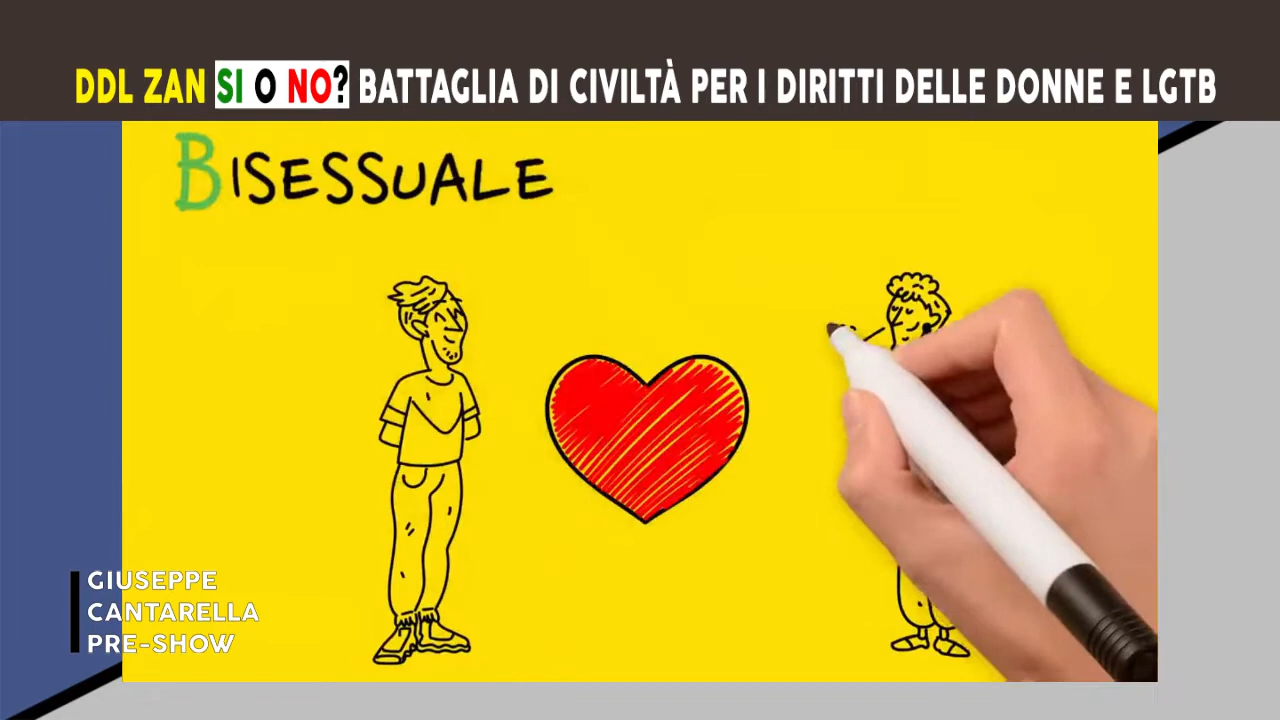 DDL ZAN SI O NO? BATTAGLIA DI CIVILTÀ PER I DIRITTI DELLE DONNE E LGTB
BISESSUALE
GIUSEPPE
CANTARELLA
PRE-SHOW